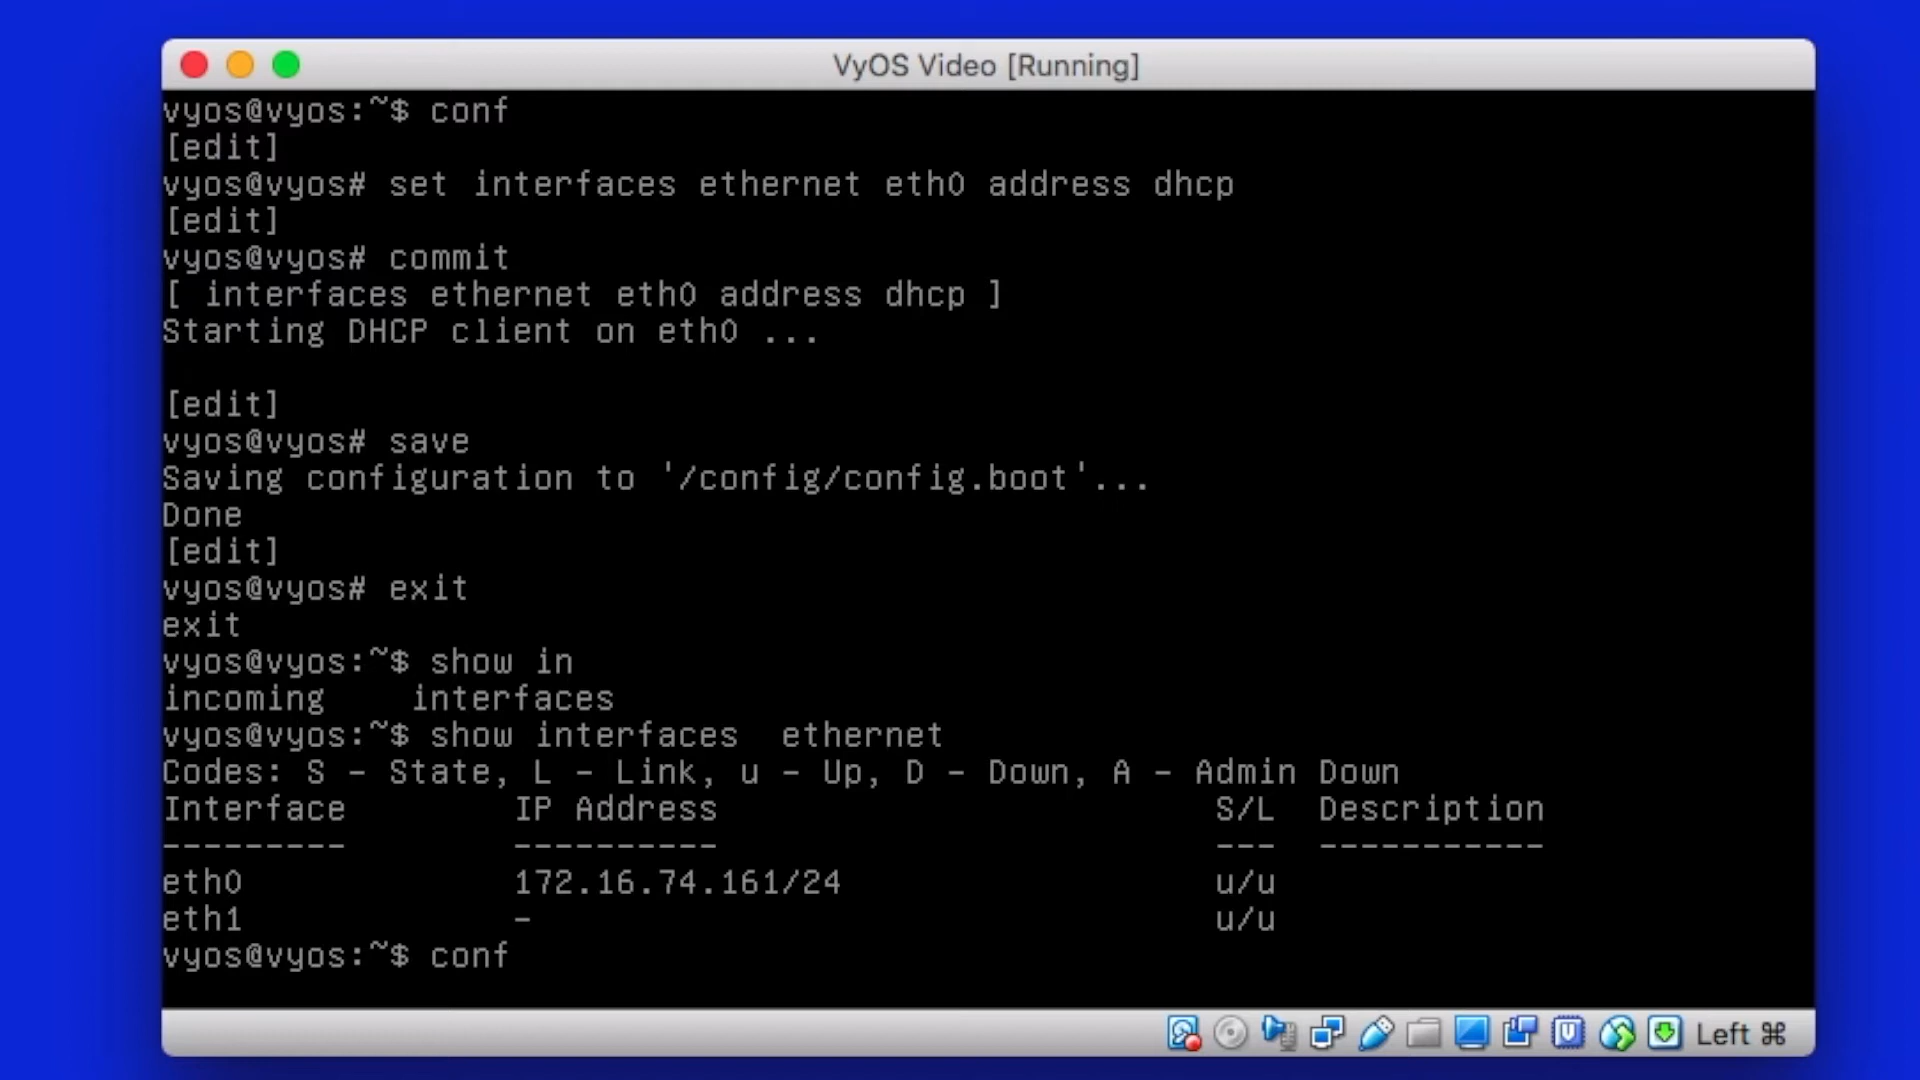 VyOS Video [Running]
vyos@vyos:~$ conf
[edit]
vyos@vyos# set interfaces ethernet eth0 address dhcp
[edit]
vyos@vyos# commit
[ interfaces ethernet eth0 address dhcp ]
Starting DHCP client on eth0 ...
[edit]
vyos@vyos# save
Saving configuration to '/config/config.boot'...
Done
[edit]
vyos@vyos# exit
exit
vyos@vyos:~$ show in
incoming    interfaces
vyos@vyos:~$ show interfaces  ethernet
Codes: S - State, L - Link, u - Up, D - Down, A - Admin Down
Interface        IP Address                        S/L  Description
---------        ----------                        ---  -----------
eth0             172.16.74.161/24                  u/u
eth1             -                                 u/u
vyos@vyos:~$ conf
Left ⌘